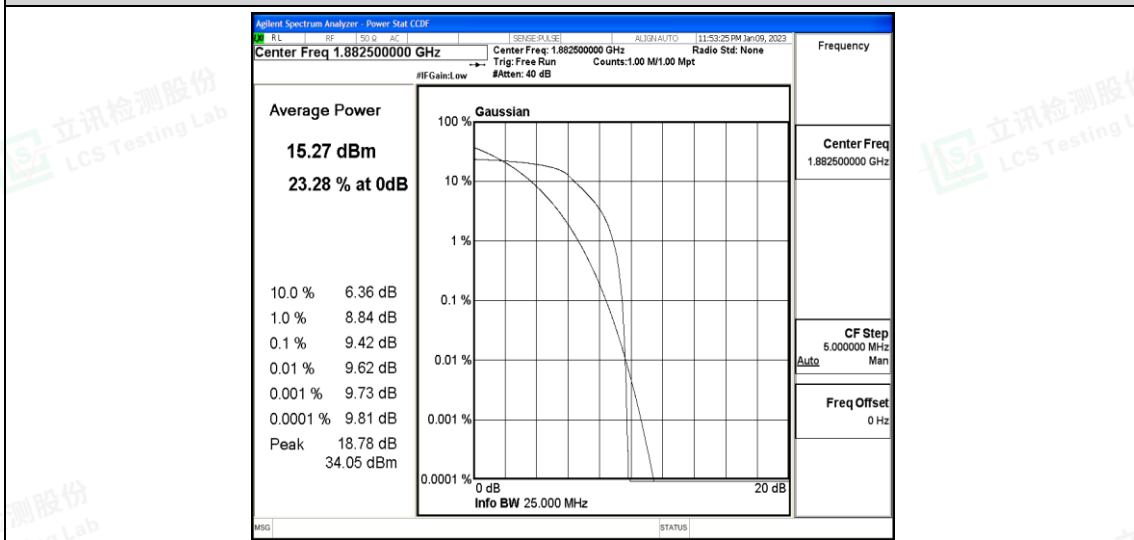 Agilent Spectrum Analyzer - Power Stat CCDF
RL RF 50 Ω AC SENSE:PULSE ALIGNAUTO 11:53:25 PM Jan 09, 2023
Center Freq 1.882500000 GHz
Center Freq: 1.882500000 GHz Radio Std: None
Trig: Free Run Counts:1.00 M/1.00 Mpt
#IFGain:Low #Atten: 40 dB
Frequency
Average Power
15.27 dBm
23.28 % at 0dB
10.0 % 6.36 dB
1.0 % 8.84 dB
0.1 % 9.42 dB
0.01 % 9.62 dB
0.001 % 9.73 dB
0.0001 % 9.81 dB
Peak 18.78 dB
34.05 dBm
Gaussian
100 %
10 %
1 %
0.1 %
0.01 %
0.001 %
0.0001 %
0 dB 20 dB
Info BW 25.000 MHz
Center Freq
1.882500000 GHz
CF Step
5.000000 MHz
Auto Man
Freq Offset
0 Hz
MSG STATUS
立讯检测股份
LCS Testing Lab
立讯检测股份
LCS Testing L
测股份